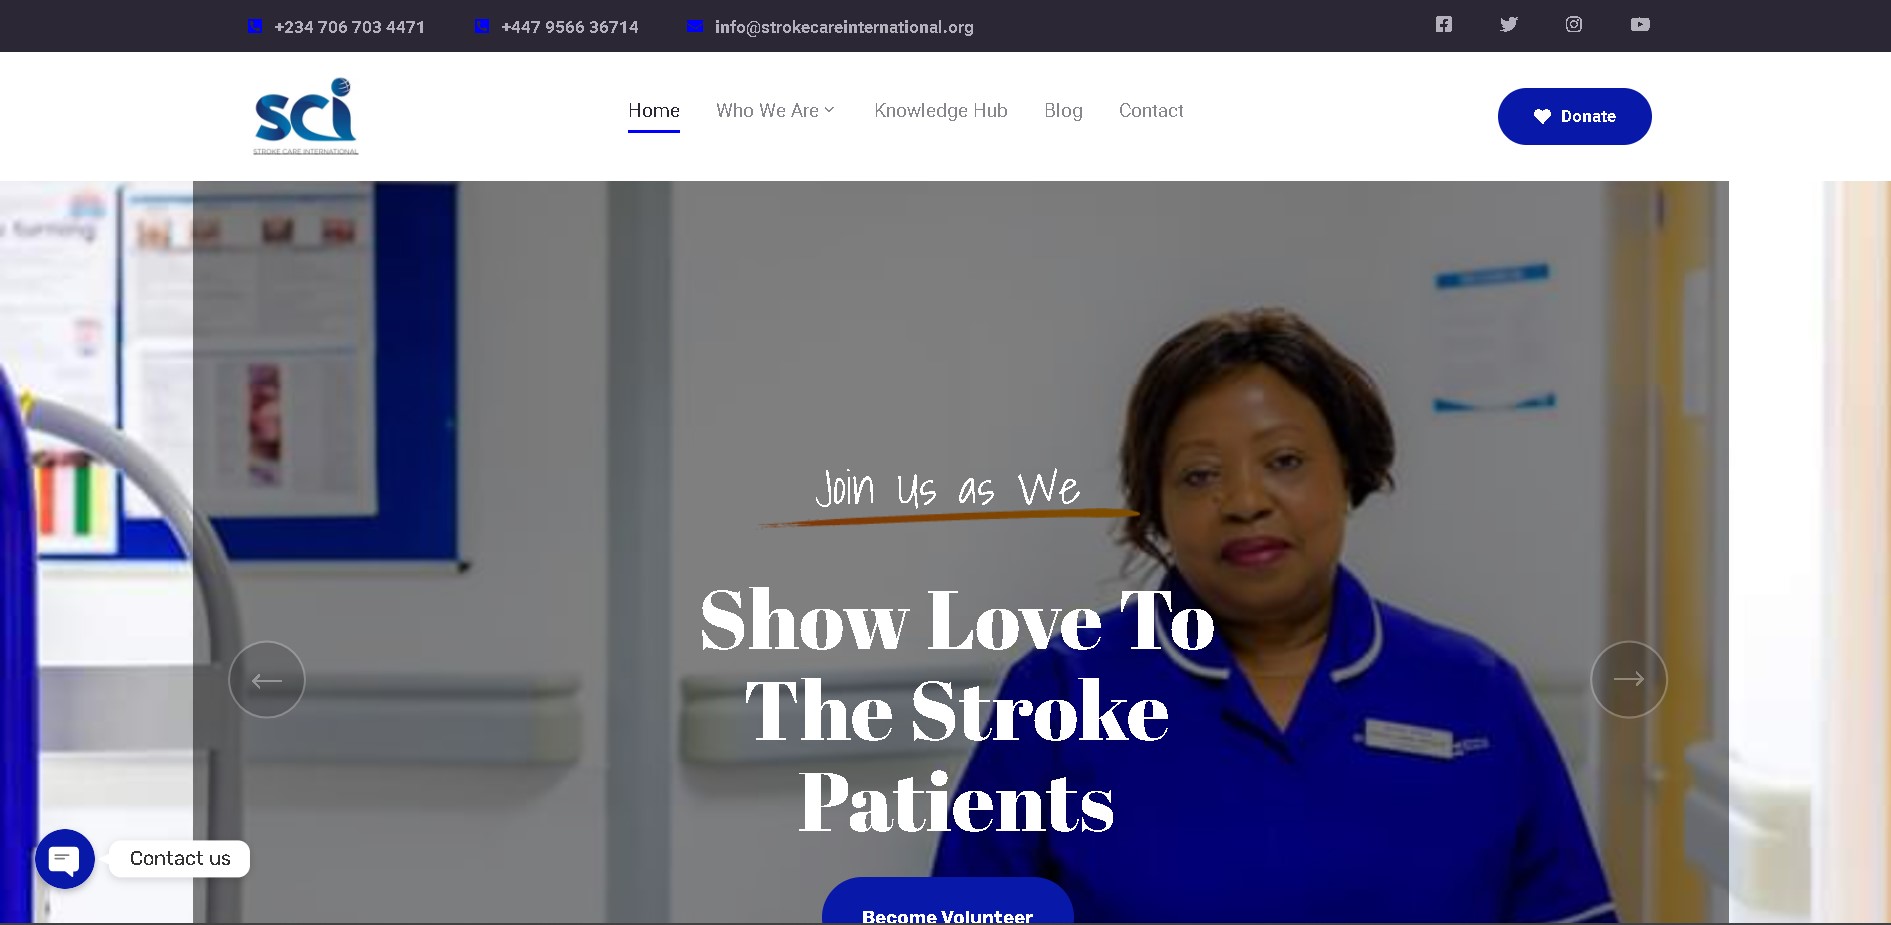 +234 706 703 4471
+447 9566 36714
info@strokecareinternational.org
sci
STROKE CARE INTERNATIONAL
Home
Who We Are
Knowledge Hub
Blog
Contact
Donate
Join Us as We
Show Love To
The Stroke
Patients
Become Volunteer
Contact us